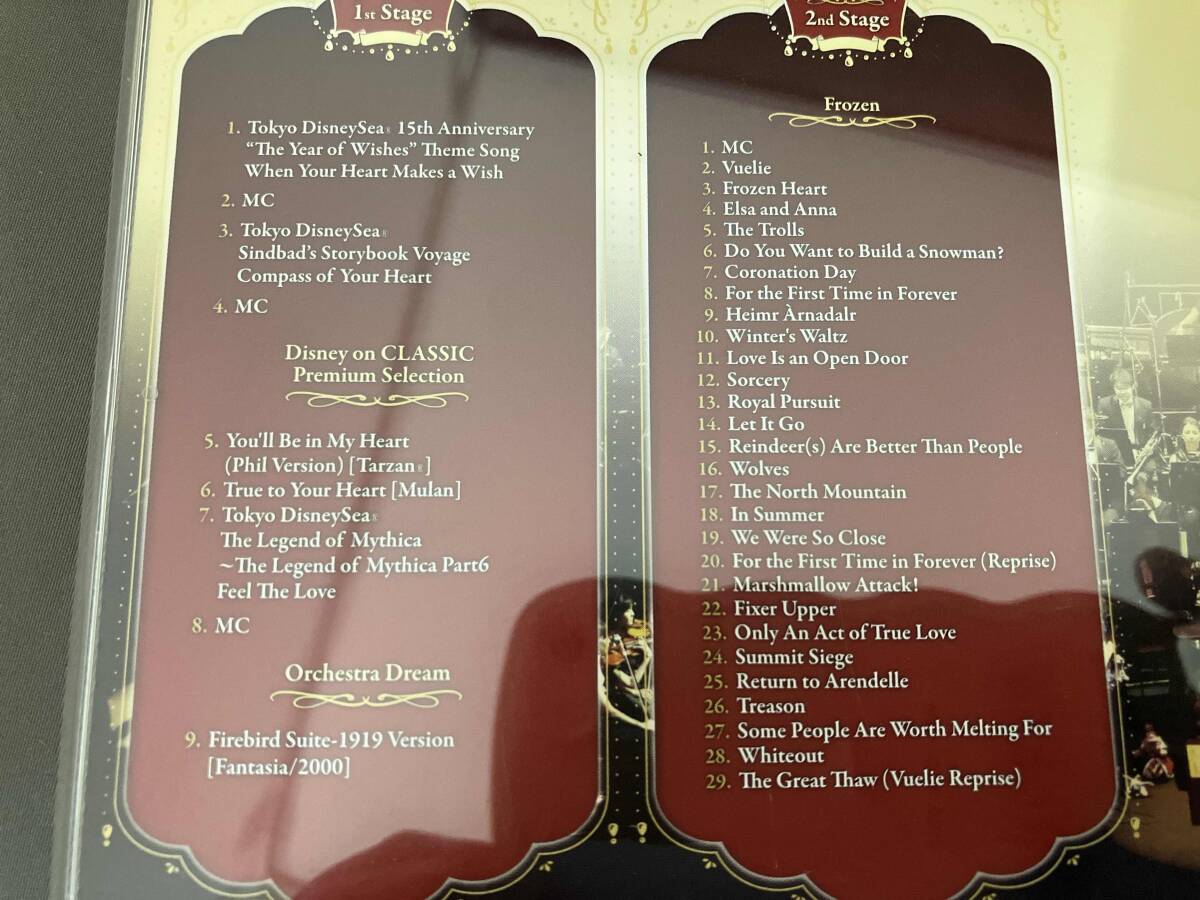 1st Stage
1. Tokyo DisneySea® 15th Anniversary
“The Year of Wishes” Theme Song
When Your Heart Makes a Wish
2. MC
3. Tokyo DisneySea®
Sindbad’s Storybook Voyage
Compass of Your Heart
4. MC
Disney on CLASSIC
Premium Selection
5. You'll Be in My Heart
(Phil Version) [Tarzan®]
6. True to Your Heart [Mulan]
7. Tokyo DisneySea®
The Legend of Mythica
~The Legend of Mythica Part6
Feel The Love
8. MC
Orchestra Dream
9. Firebird Suite-1919 Version
[Fantasia/2000]
2nd Stage
Frozen
1. MC
2. Vuelie
3. Frozen Heart
4. Elsa and Anna
5. The Trolls
6. Do You Want to Build a Snowman?
7. Coronation Day
8. For the First Time in Forever
9. Heimr Àrnadalr
10. Winter's Waltz
11. Love Is an Open Door
12. Sorcery
13. Royal Pursuit
14. Let It Go
15. Reindeer(s) Are Better Than People
16. Wolves
17. The North Mountain
18. In Summer
19. We Were So Close
20. For the First Time in Forever (Reprise)
21. Marshmallow Attack!
22. Fixer Upper
23. Only An Act of True Love
24. Summit Siege
25. Return to Arendelle
26. Treason
27. Some People Are Worth Melting For
28. Whiteout
29. The Great Thaw (Vuelie Reprise)